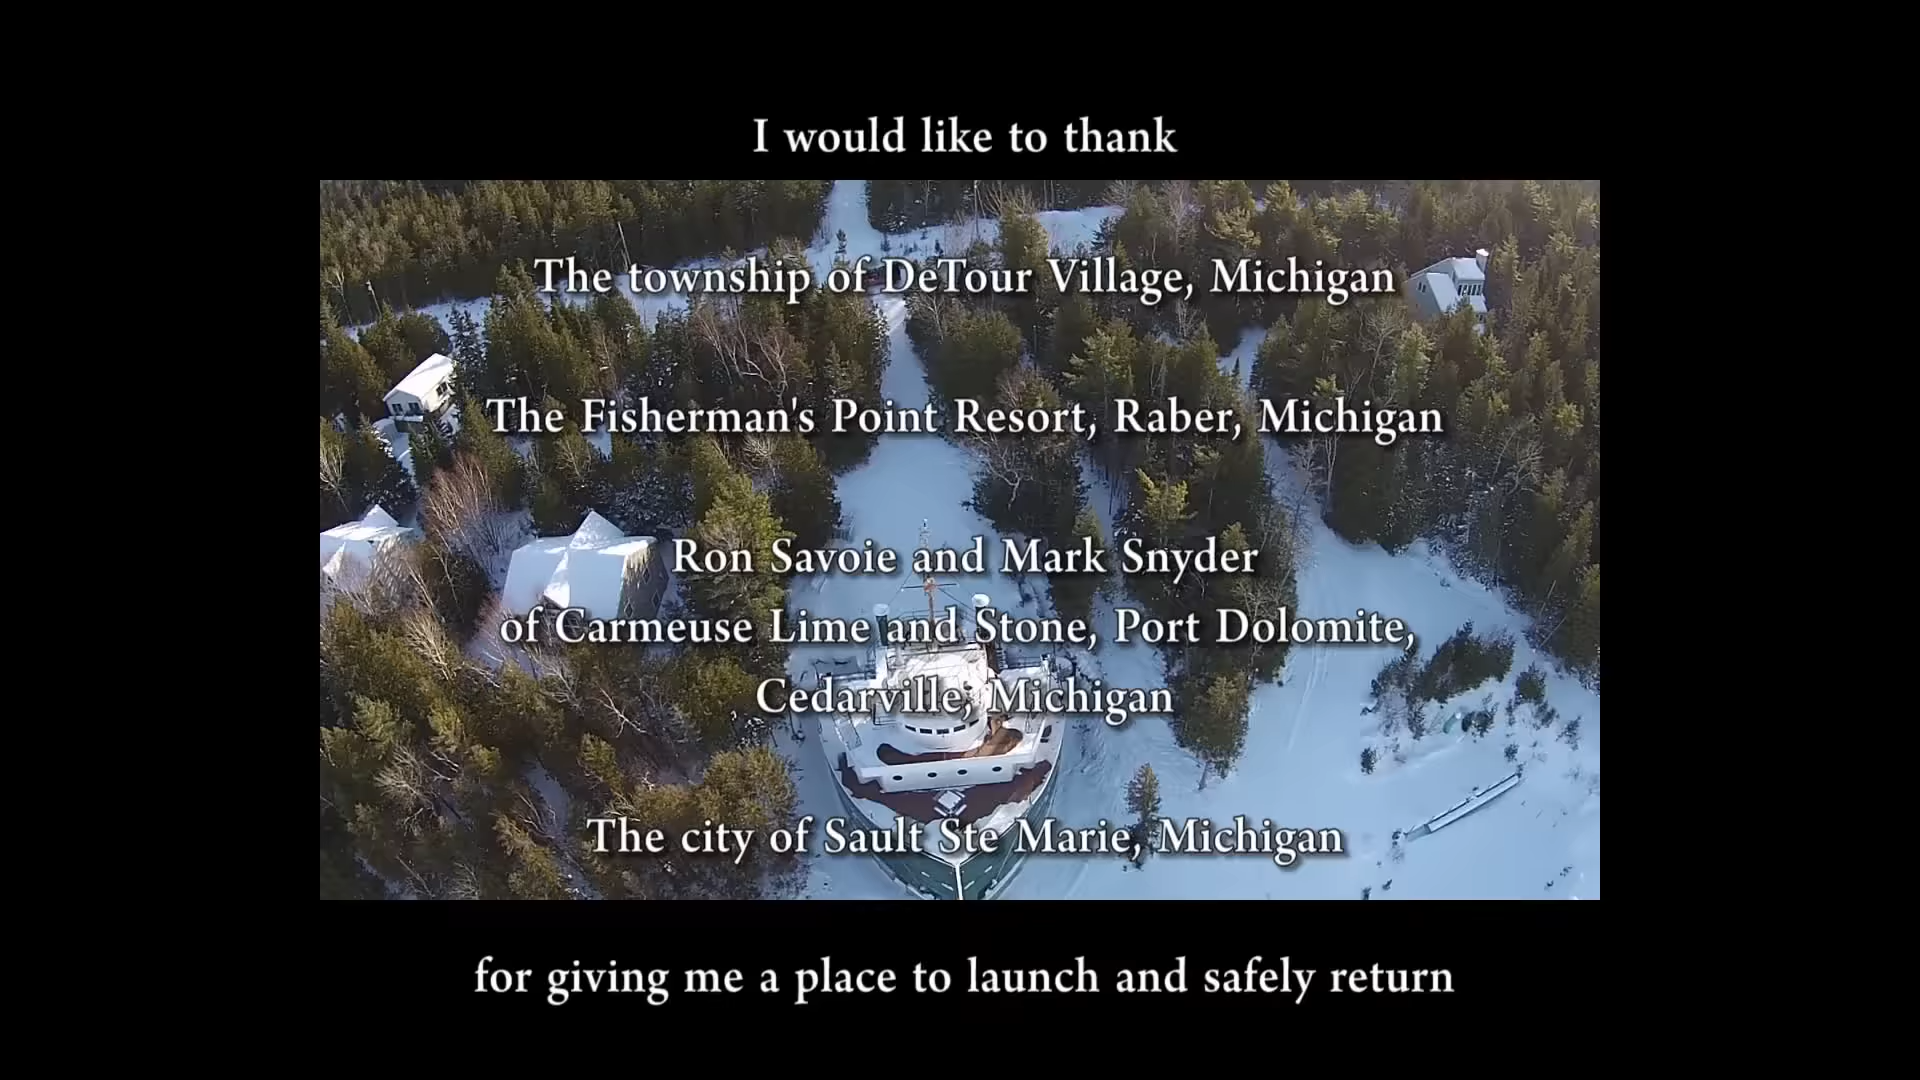 I would like to thank
The township of DeTour Village, Michigan
The Fisherman's Point Resort, Raber, Michigan
Ron Savoie and Mark Snyder
of Carmeuse Lime and Stone, Port Dolomite,
Cedarville, Michigan
The city of Sault Ste Marie, Michigan
for giving me a place to launch and safely return